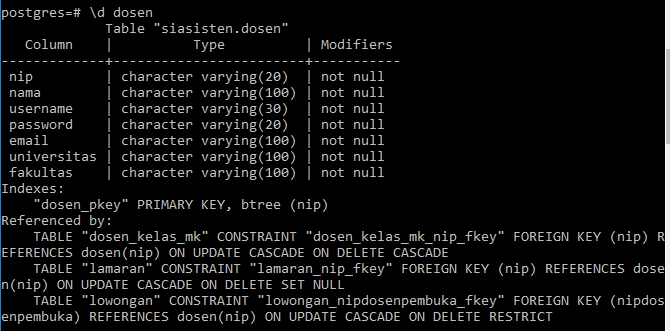 postgres=# \d dosen
            Table "siasisten.dosen"
   Column    |          Type          | Modifiers
-------------+------------------------+-----------
 nip         | character varying(20)  | not null
 nama        | character varying(100) | not null
 username    | character varying(30)  | not null
 password    | character varying(20)  | not null
 email       | character varying(100) | not null
 universitas | character varying(100) | not null
 fakultas    | character varying(100) | not null
Indexes:
    "dosen_pkey" PRIMARY KEY, btree (nip)
Referenced by:
    TABLE "dosen_kelas_mk" CONSTRAINT "dosen_kelas_mk_nip_fkey" FOREIGN KEY (nip) R
EFERENCES dosen(nip) ON UPDATE CASCADE ON DELETE CASCADE
    TABLE "lamaran" CONSTRAINT "lamaran_nip_fkey" FOREIGN KEY (nip) REFERENCES dose
n(nip) ON UPDATE CASCADE ON DELETE SET NULL
    TABLE "lowongan" CONSTRAINT "lowongan_nipdosenpembuka_fkey" FOREIGN KEY (nipdos
enpembuka) REFERENCES dosen(nip) ON UPDATE CASCADE ON DELETE RESTRICT